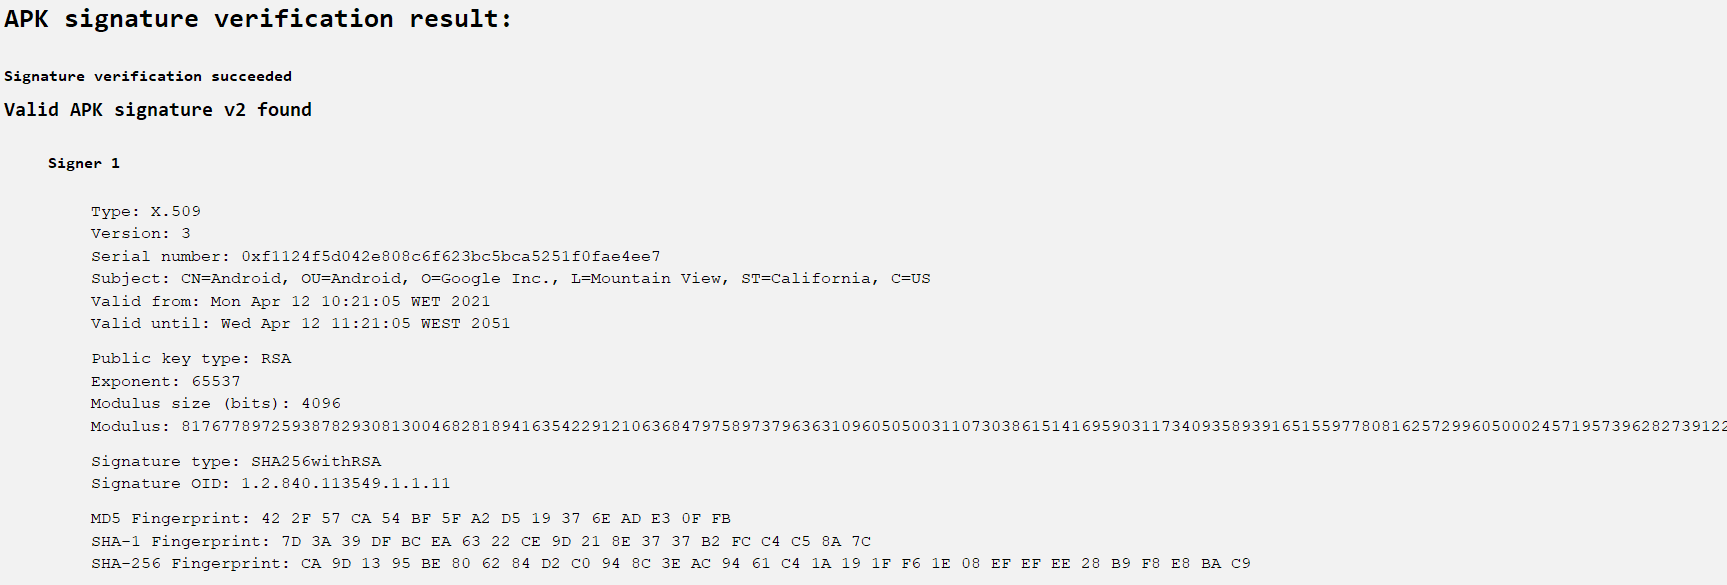 APK signature verification result:
Signature verification succeeded
Valid APK signature v2 found
Signer 1
Type: X.509
Version: 3
Serial number: 0xf1124f5d042e808c6f623bc5bca5251f0fae4ee7
Subject: CN=Android, OU=Android, O=Google Inc., L=Mountain View, ST=California, C=US
Valid from: Mon Apr 12 10:21:05 WET 2021
Valid until: Wed Apr 12 11:21:05 WEST 2051
Public key type: RSA
Exponent: 65537
Modulus size (bits): 4096
Modulus: 81767789725938782930813004682818941635422912106368479758973796363109605050031107303861514169590311734093589391651559778081625729960500024571957396282739122
Signature type: SHA256withRSA
Signature OID: 1.2.840.113549.1.1.11
MD5 Fingerprint: 42 2F 57 CA 54 BF 5F A2 D5 19 37 6E AD E3 0F FB
SHA-1 Fingerprint: 7D 3A 39 DF BC EA 63 22 CE 9D 21 8E 37 37 B2 FC C4 C5 8A 7C
SHA-256 Fingerprint: CA 9D 13 95 BE 80 62 84 D2 C0 94 8C 3E AC 94 61 C4 1A 19 1F F6 1E 08 EF EF EE 28 B9 F8 E8 BA C9